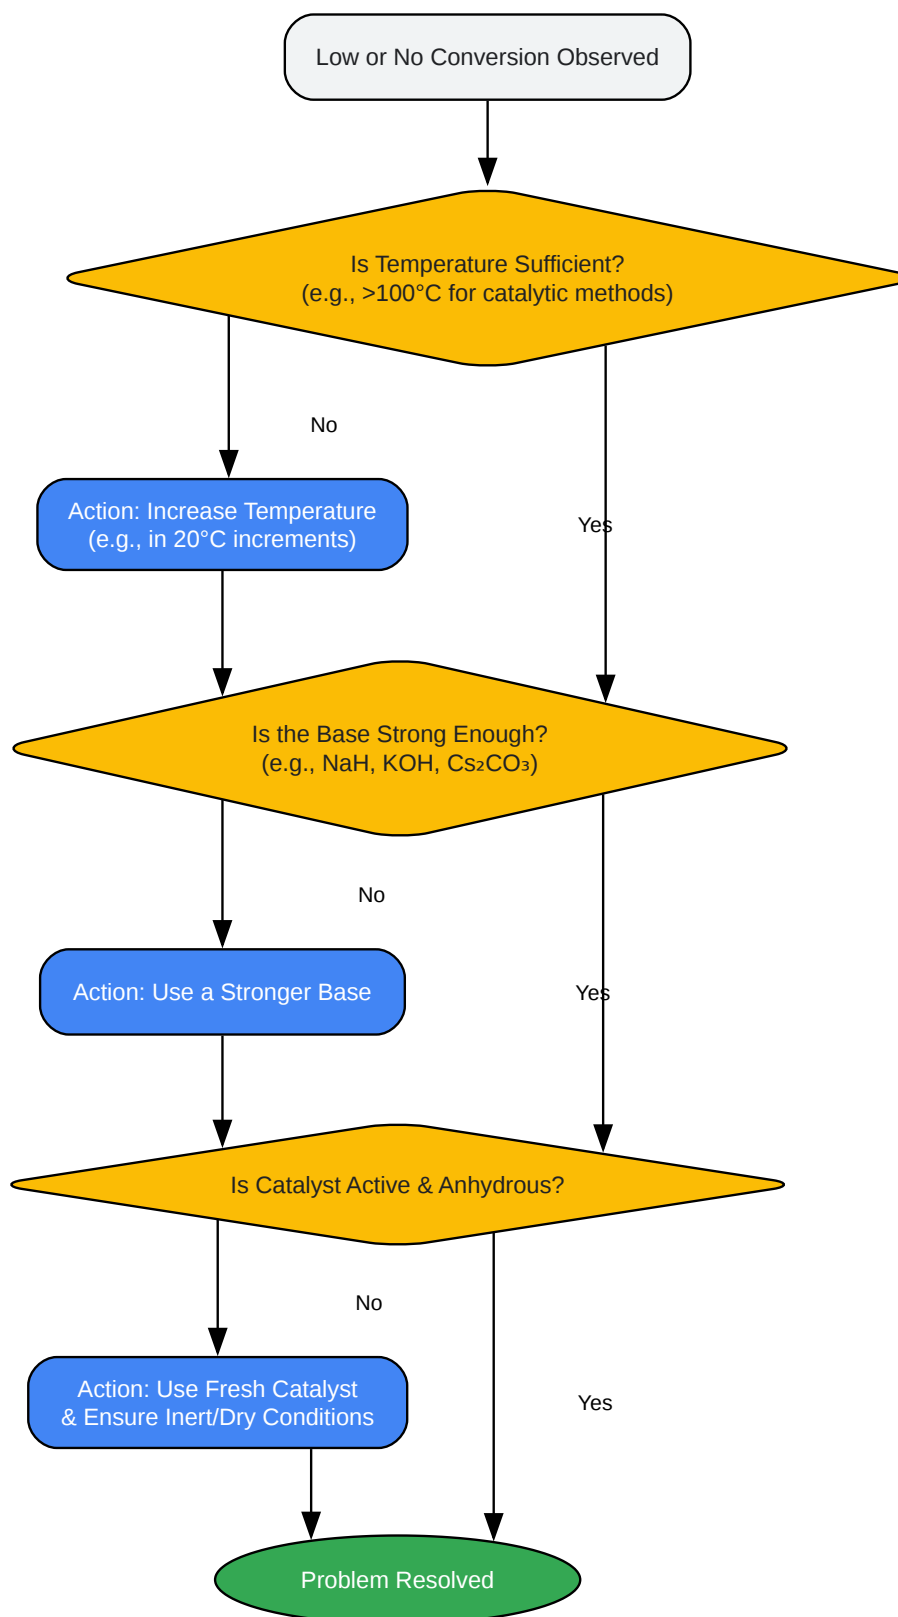 Low or No Conversion Observed
Is Temperature Sufficient?
(e.g., >100°C for catalytic methods)
No
Action: Increase Temperature
(e.g., in 20°C increments)
Yes
Is the Base Strong Enough?
(e.g., NaH, KOH, Cs₂CO₃)
No
Action: Use a Stronger Base
Yes
Is Catalyst Active & Anhydrous?
No
Action: Use Fresh Catalyst
& Ensure Inert/Dry Conditions
Yes
Problem Resolved